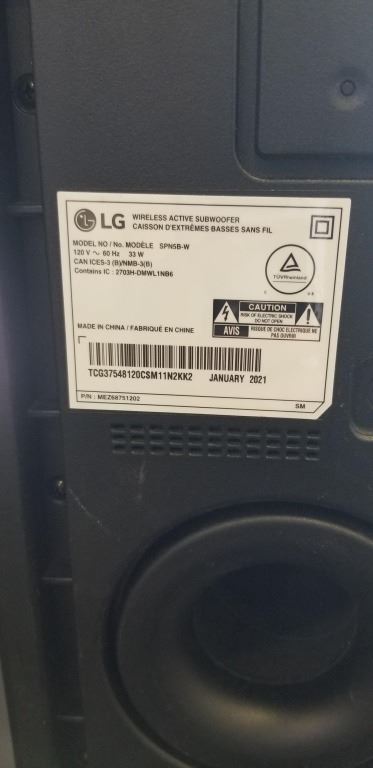 LG
WIRELESS ACTIVE SUBWOOFER
CAISSON D'EXTRÊMES BASSES SANS FIL
MODEL NO / No. MODÈLE SPN5B-W
120 V ~ 60 Hz 33 W
CAN ICES-3 (B)/NMB-3(B)
Contains IC : 2703H-DMWL1NB6
TÜVRheinland
CAUTION
RISK OF ELECTRIC SHOCK
DO NOT OPEN
AVIS
RISQUE DE CHOC ELECTRIQUE NE
PAS OUVRIR
MADE IN CHINA / FABRIQUÉ EN CHINE
TCG37548120CSM11N2KK2 JANUARY 2021
P/N : MEZ68751202
SM